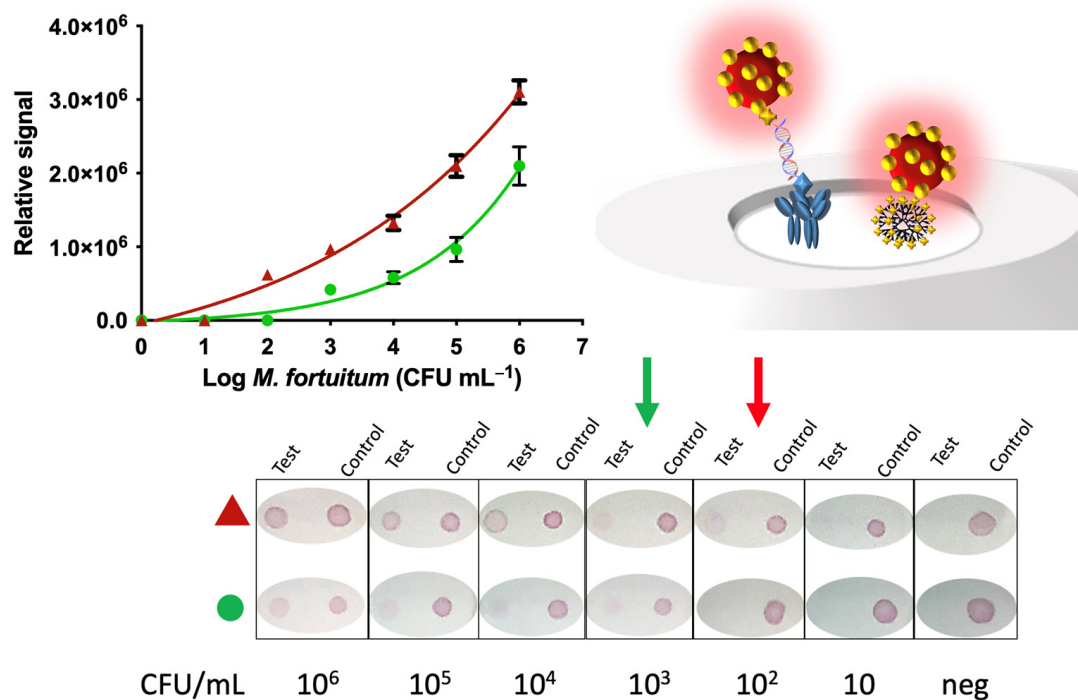 4.0×10⁶
3.0×10⁶
2.0×10⁶
1.0×10⁶
0.0
Relative signal
0 1 2 3 4 5 6 7
Log M. fortuitum (CFU mL⁻¹)
Test Control Test Control Test Control Test Control Test Control Test Control Test Control
CFU/mL 10⁶ 10⁵ 10⁴ 10³ 10² 10 neg